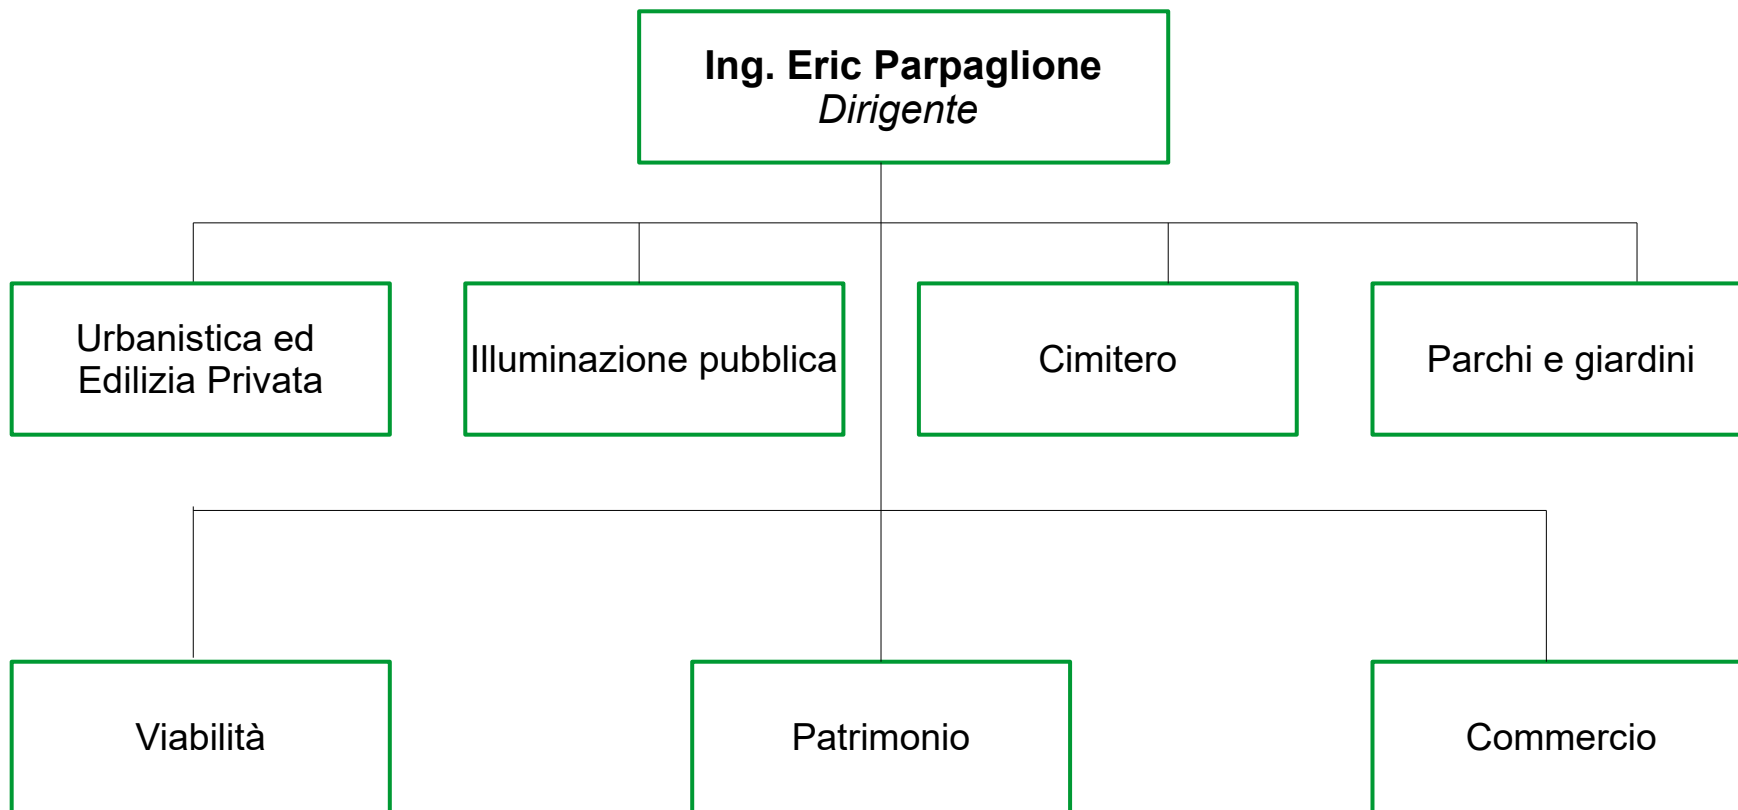 Ing. Eric Parpaglione
Dirigente
Urbanistica ed
Edilizia Privata
Illuminazione pubblica
Cimitero
Parchi e giardini
Viabilità
Patrimonio
Commercio